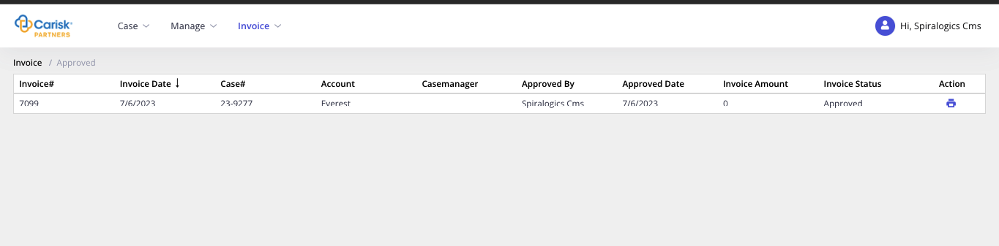 Carisk
PARTNERS
Case Manage Invoice
Hi, Spiralogics Cms
Invoice / Approved
Invoice# Invoice Date Case# Account Casemanager Approved By Approved Date Invoice Amount Invoice Status Action
7099 7/6/2023 23-9277 Everest Spiralogics Cms 7/6/2023 0 Approved